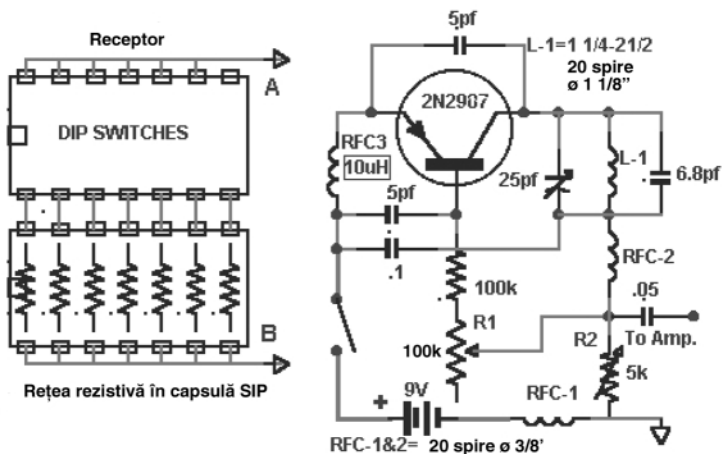 Receptor
A
DIP SWITCHES
B
Rețea rezistivă în capsulă SIP
5pf
L-1=1 1/4-21/2
20 spire
ø 1 1/8”
2N2987
RFC3
10uH
5pf
.1
25pf
L-1
6.8pf
RFC-2
100k
R1
100k
.05
To Amp.
R2
5k
+
9V
RFC-1
RFC-1&2= 20 spire ø 3/8'